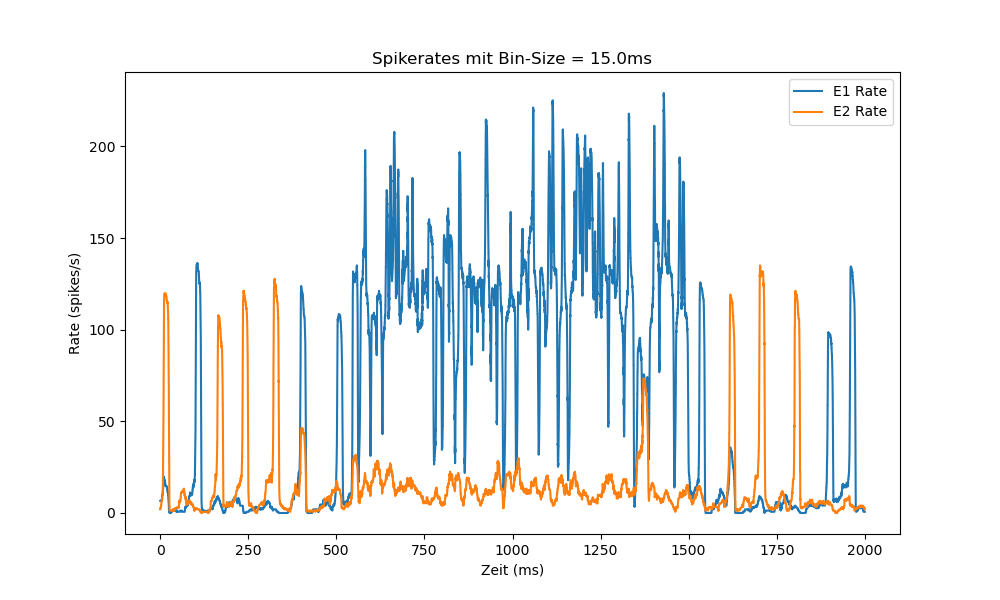 Spikerates mit Bin-Size = 15.0ms
E1 Rate
E2 Rate
Rate (spikes/s)
200
150
100
50
0
0 250 500 750 1000 1250 1500 1750 2000
Zeit (ms)